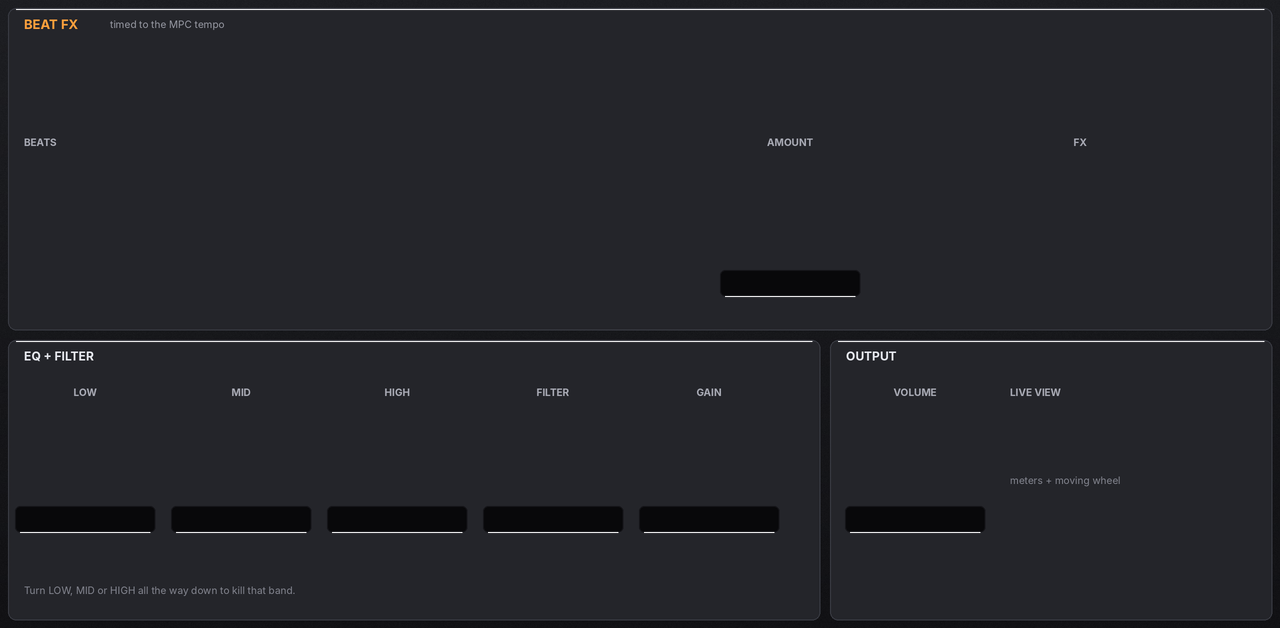 BEAT FX timed to the MPC tempo
BEATS AMOUNT FX
EQ + FILTER
LOW MID HIGH FILTER GAIN
Turn LOW, MID or HIGH all the way down to kill that band.
OUTPUT
VOLUME LIVE VIEW
meters + moving wheel